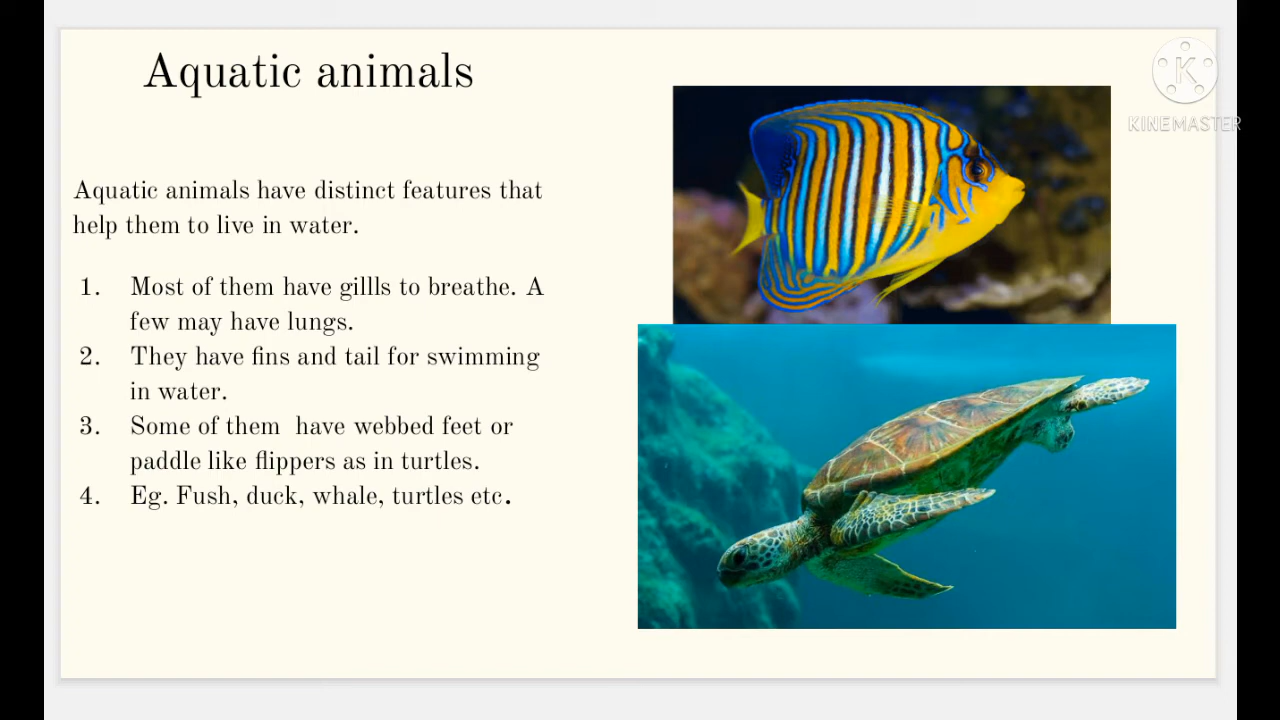 Aquatic animals
Aquatic animals have distinct features that
help them to live in water.
1. Most of them have gillls to breathe. A
few may have lungs.
2. They have fins and tail for swimming
in water.
3. Some of them  have webbed feet or
paddle like flippers as in turtles.
4. Eg. Fush, duck, whale, turtles etc.
K
KINEMASTER